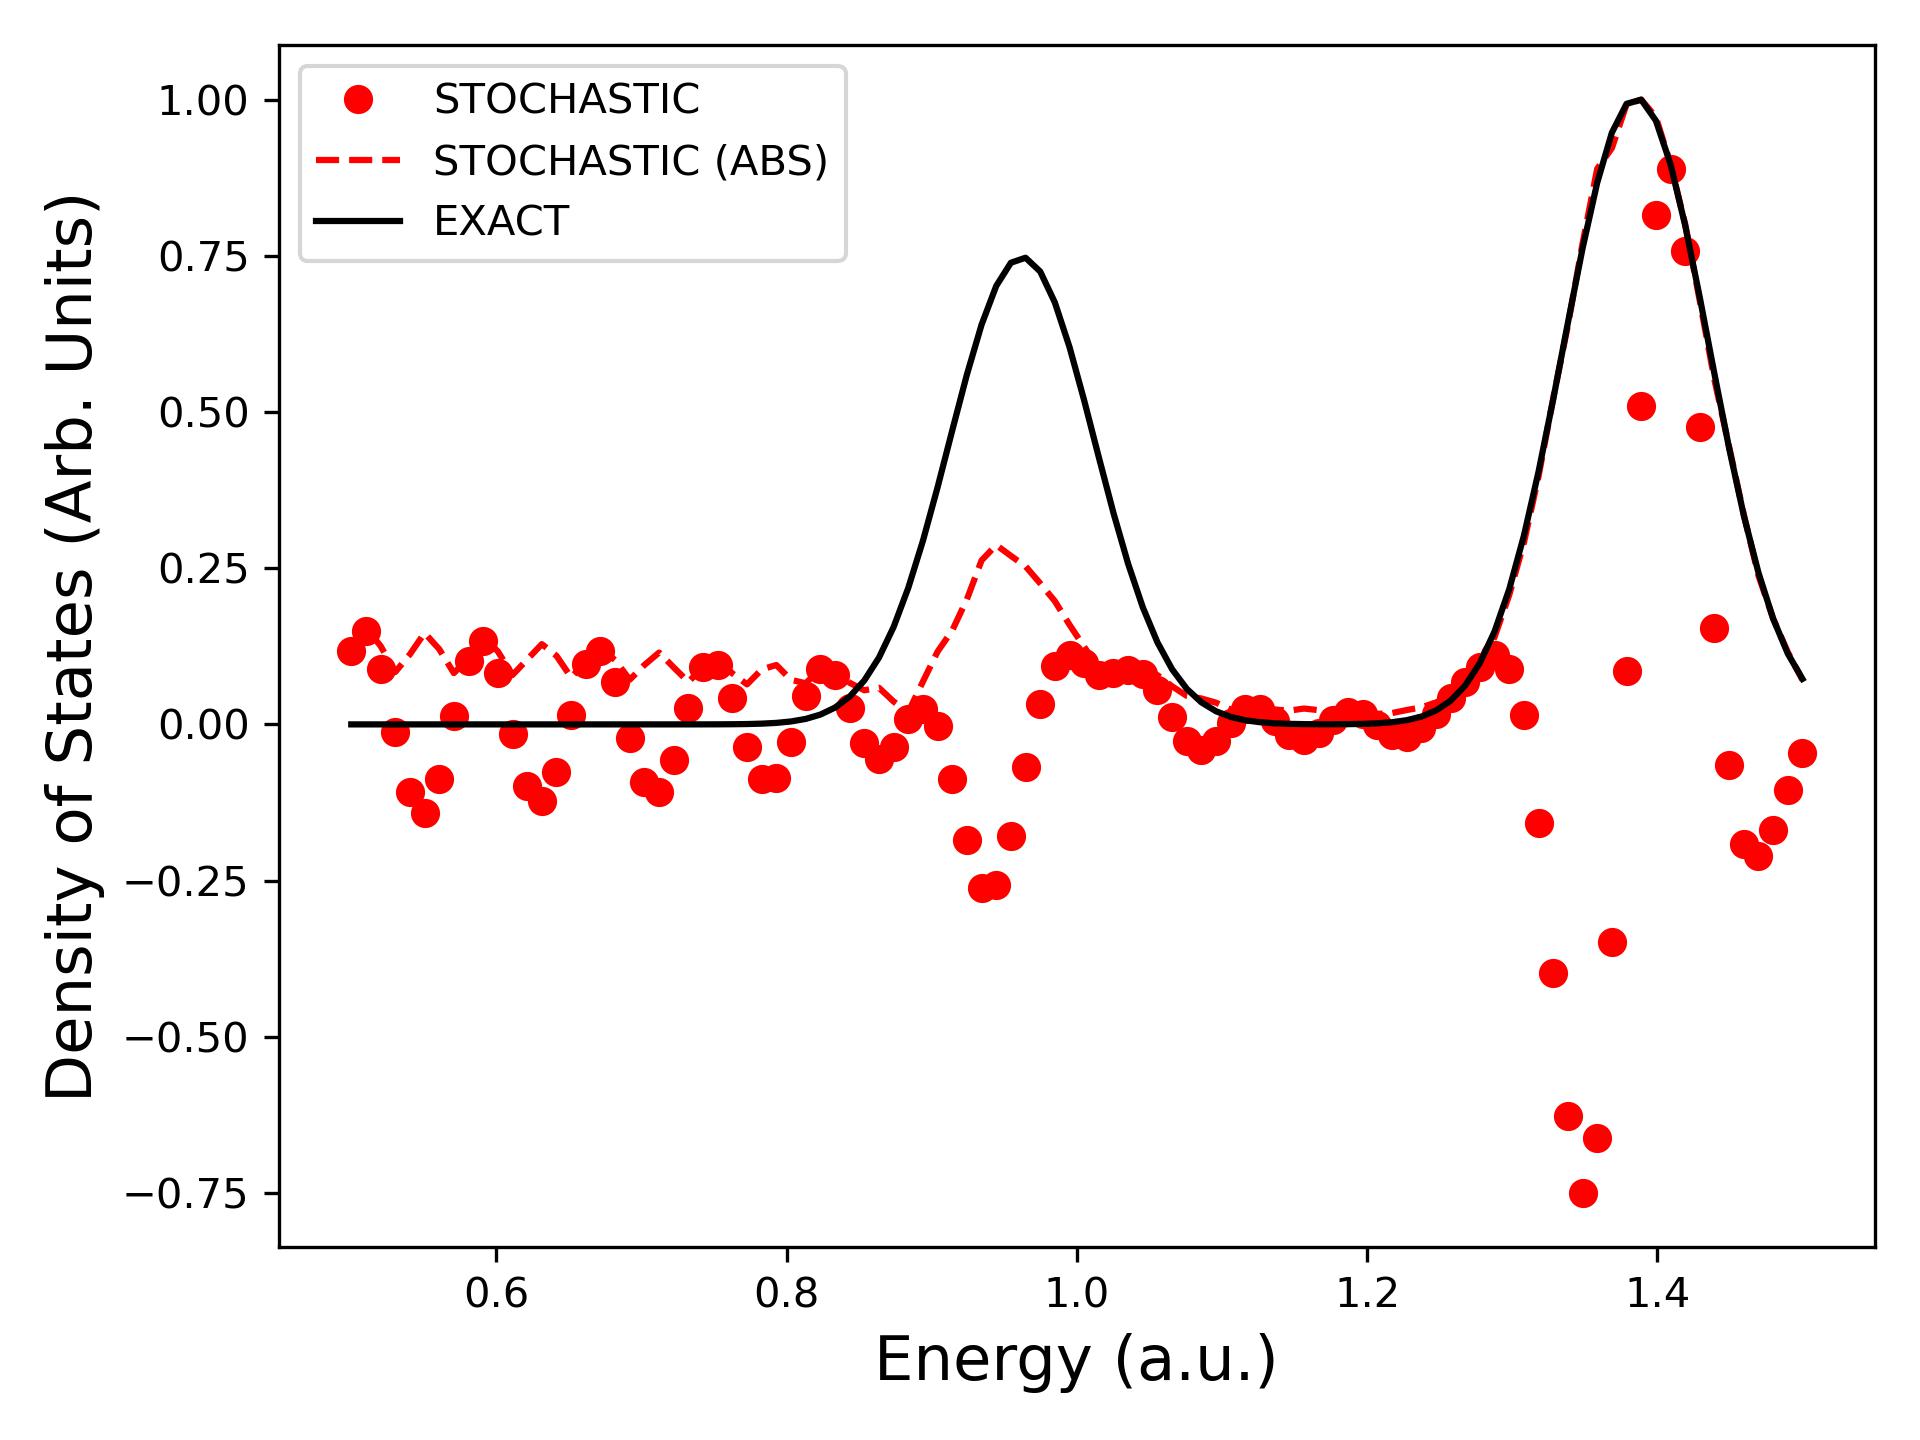 STOCHASTIC
STOCHASTIC (ABS)
EXACT
Density of States (Arb. Units)
1.00
0.75
0.50
0.25
0.00
−0.25
−0.50
−0.75
0.6 0.8 1.0 1.2 1.4
Energy (a.u.)